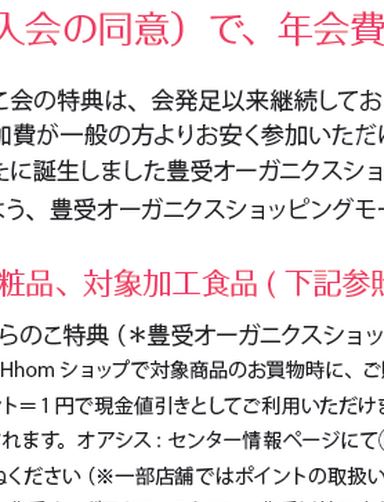 入会の同意）で、年会費
こ会の特典は、会発足以来継続してお
加費が一般の方よりお安く参加いただ
たに誕生しました豊受オーガニクスショ
よう、豊受オーガニクスショッピングモー
粧品、対象加工食品 ( 下記参照
らのこ特典（＊豊受オーガニクスショッ
Hhom ショップで対象商品のお買物時に、ご
ント＝1円で現金値引きとしてご利用いただけま
れます。オアシス : センター情報ページにて
ねください（※一部店舗ではポイントの取扱い